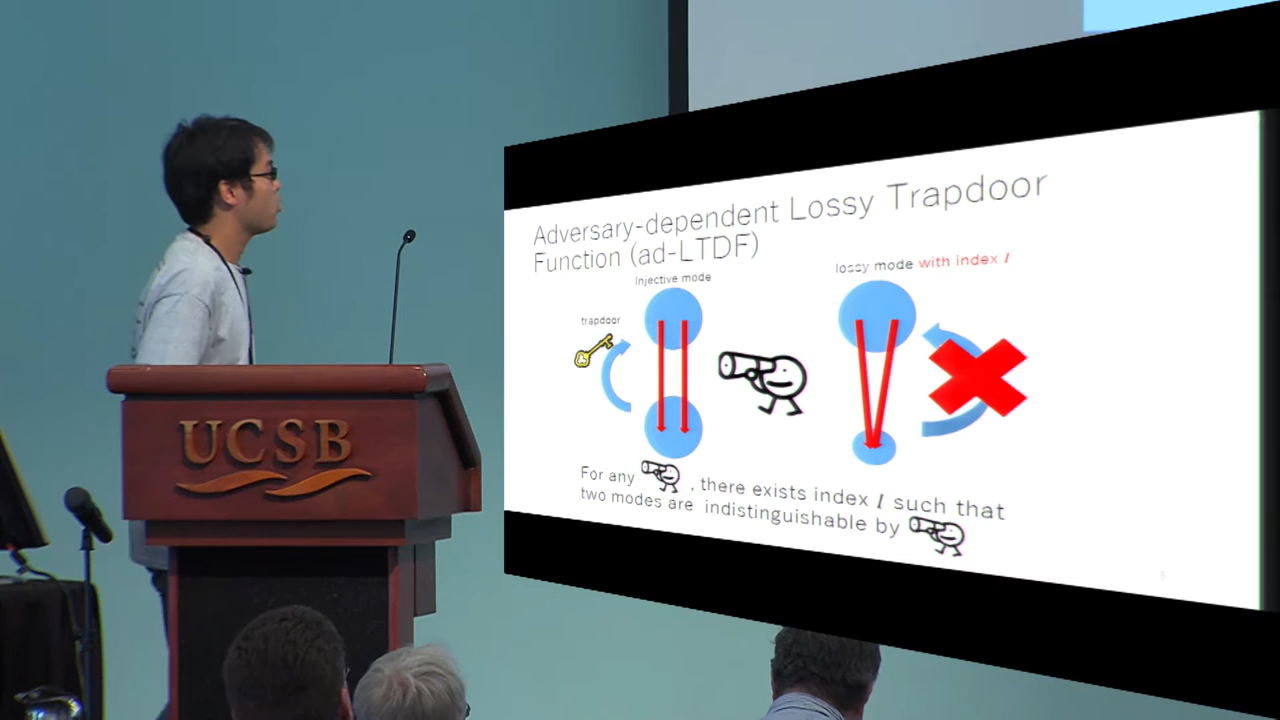 UCSB
Adversary-dependent Lossy Trapdoor
Function (ad-LTDF)
Injective mode
lossy mode with index I
trapdoor
For any , there exists index I such that
two modes are indistinguishable by